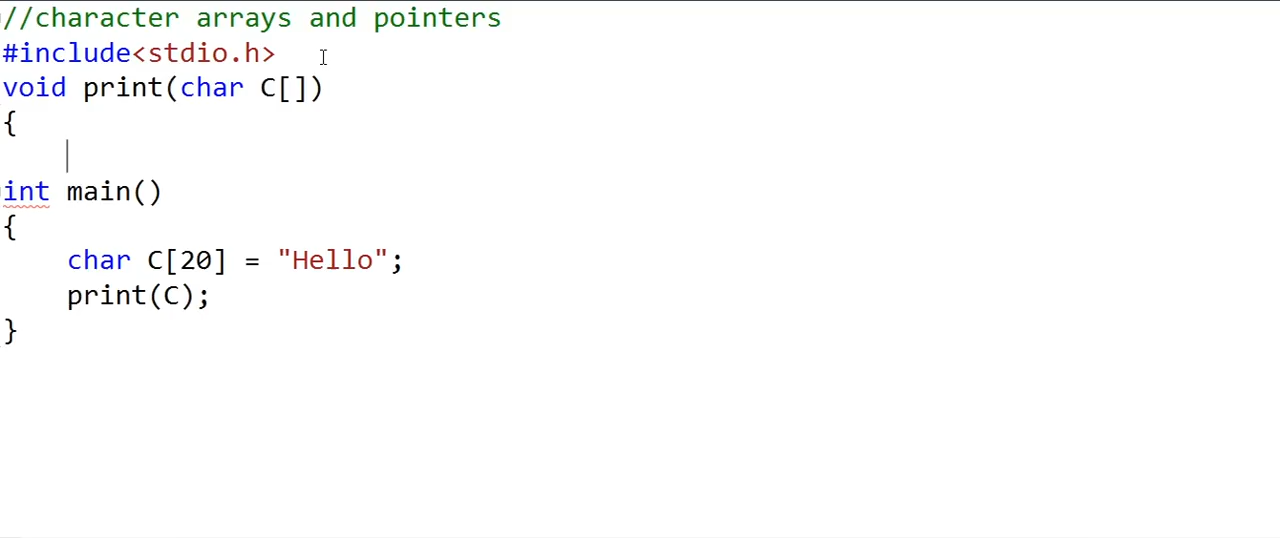 //character arrays and pointers
#include<stdio.h>
void print(char C[])
{
int main()
{
    char C[20] = "Hello";
    print(C);
}